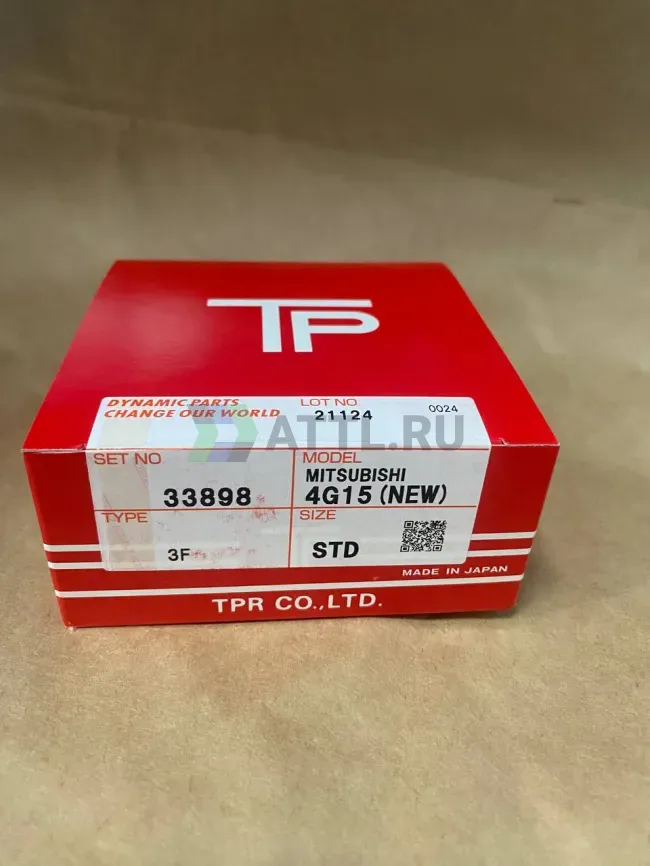 TP
DYNAMIC PARTS
CHANGE OUR WORLD
LOT NO
21124
0024
ATTL.RU
SET NO
33898
MODEL
MITSUBISHI
4G15 (NEW)
TYPE
3F
SIZE
STD
MADE IN JAPAN
TPR CO.,LTD.